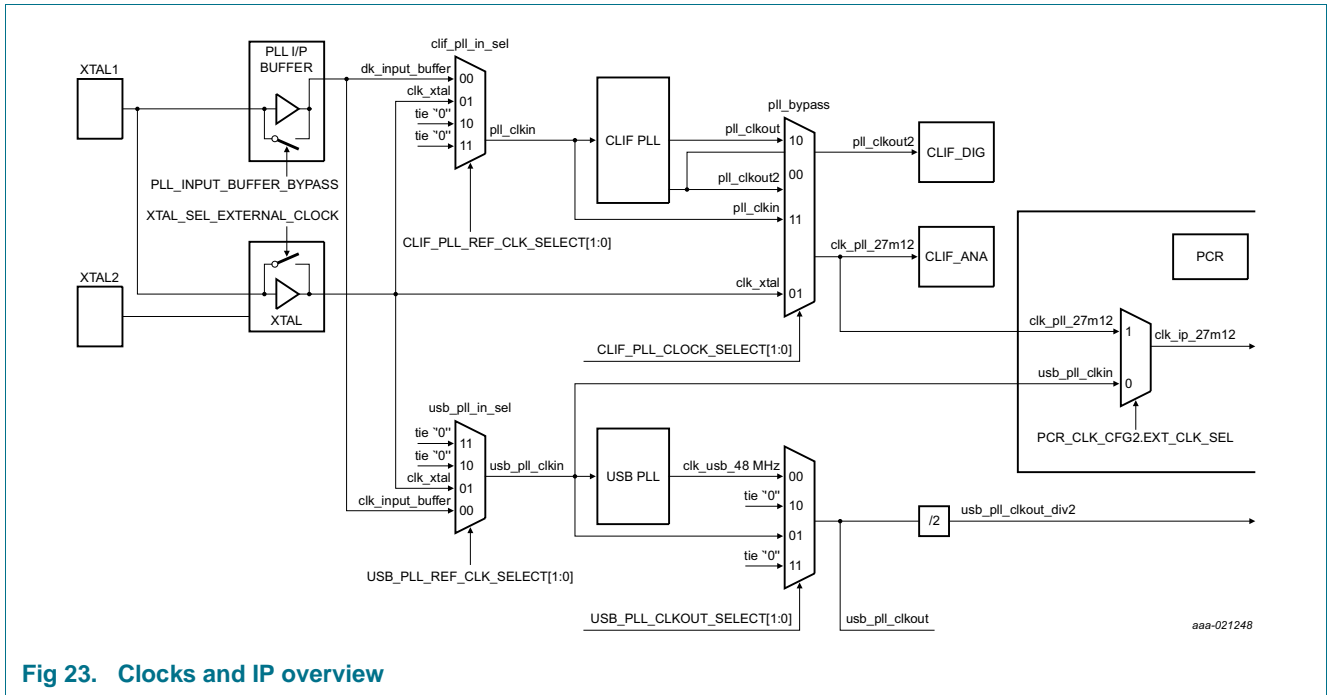 XTAL1
PLL I/P
BUFFER
PLL_INPUT_BUFFER_BYPASS
XTAL_SEL_EXTERNAL_CLOCK
XTAL2
XTAL
clif_pll_in_sel
dk_input_buffer
00
clk_xtal
01
tie `'0''
10
tie `'0''
11
pll_clkin
CLIF_PLL_REF_CLK_SELECT[1:0]
CLIF PLL
pll_bypass
pll_clkout
10
00
pll_clkout2
pll_clkin
11
clk_xtal
01
CLIF_PLL_CLOCK_SELECT[1:0]
pll_clkout2
CLIF_DIG
clk_pll_27m12
CLIF_ANA
PCR
clk_pll_27m12
1
clk_ip_27m12
usb_pll_clkin
0
PCR_CLK_CFG2.EXT_CLK_SEL
usb_pll_in_sel
tie `'0''
11
tie `'0''
10
clk_xtal
01
clk_input_buffer
00
usb_pll_clkin
USB_PLL_REF_CLK_SELECT[1:0]
USB PLL
clk_usb_48 MHz
00
tie `'0''
10
01
tie `'0''
11
USB_PLL_CLKOUT_SELECT[1:0]
/2
usb_pll_clkout_div2
usb_pll_clkout
aaa-021248
Fig 23. Clocks and IP overview